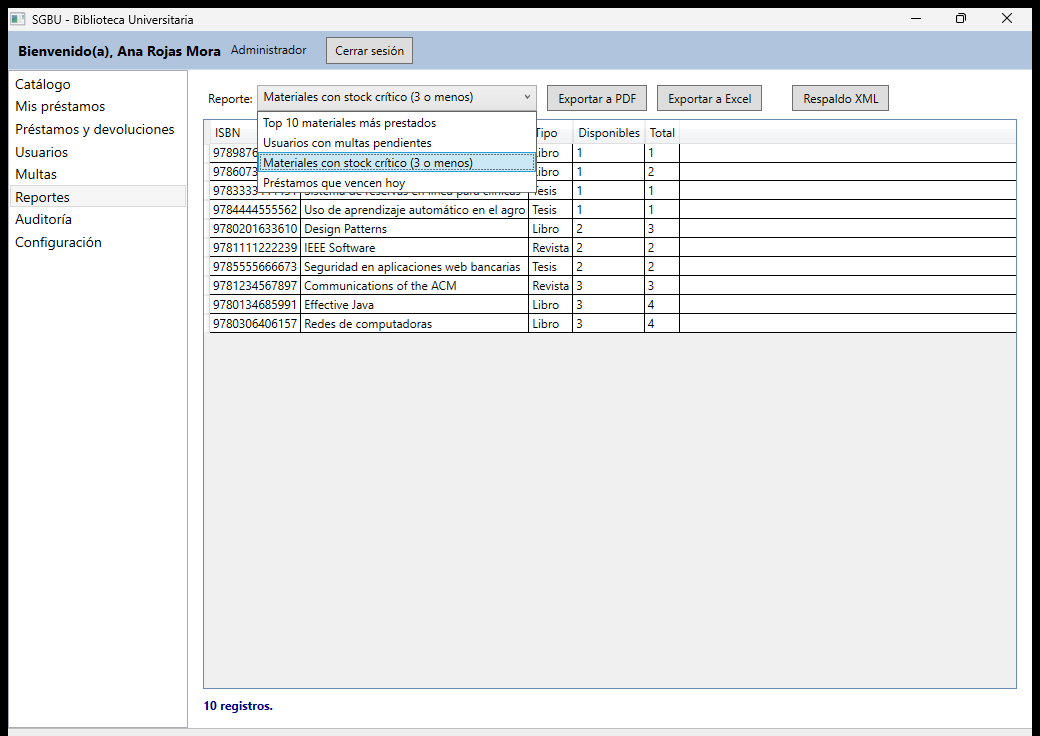 SGBU - Biblioteca Universitaria
Bienvenido(a), Ana Rojas Mora Administrador Cerrar sesión
Catálogo
Mis préstamos
Préstamos y devoluciones
Usuarios
Multas
Reportes
Auditoría
Configuración
Reporte: Materiales con stock crítico (3 o menos) Exportar a PDF Exportar a Excel Respaldo XML
Top 10 materiales más prestados
Usuarios con multas pendientes
Materiales con stock crítico (3 o menos)
Préstamos que vencen hoy
ISBN Tipo Disponibles Total
978987 Libro 1 1
978607 Libro 1 2
Tesis 1 1
9784444555562 Uso de aprendizaje automático en el agro Tesis 1 1
9780201633610 Design Patterns Libro 2 3
9781111222239 IEEE Software Revista 2 2
9785555666673 Seguridad en aplicaciones web bancarias Tesis 2 2
9781234567897 Communications of the ACM Revista 3 3
9780134685991 Effective Java Libro 3 4
9780306406157 Redes de computadoras Libro 3 4
10 registros.